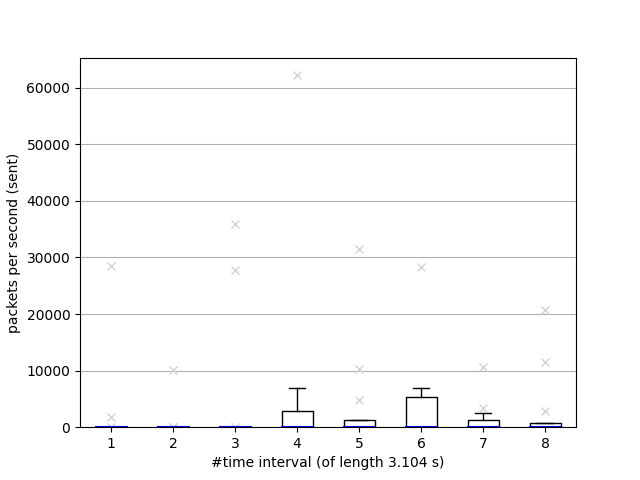 60000
50000
40000
30000
20000
10000
0
packets per second (sent)
1 2 3 4 5 6 7 8
#time interval (of length 3.104 s)